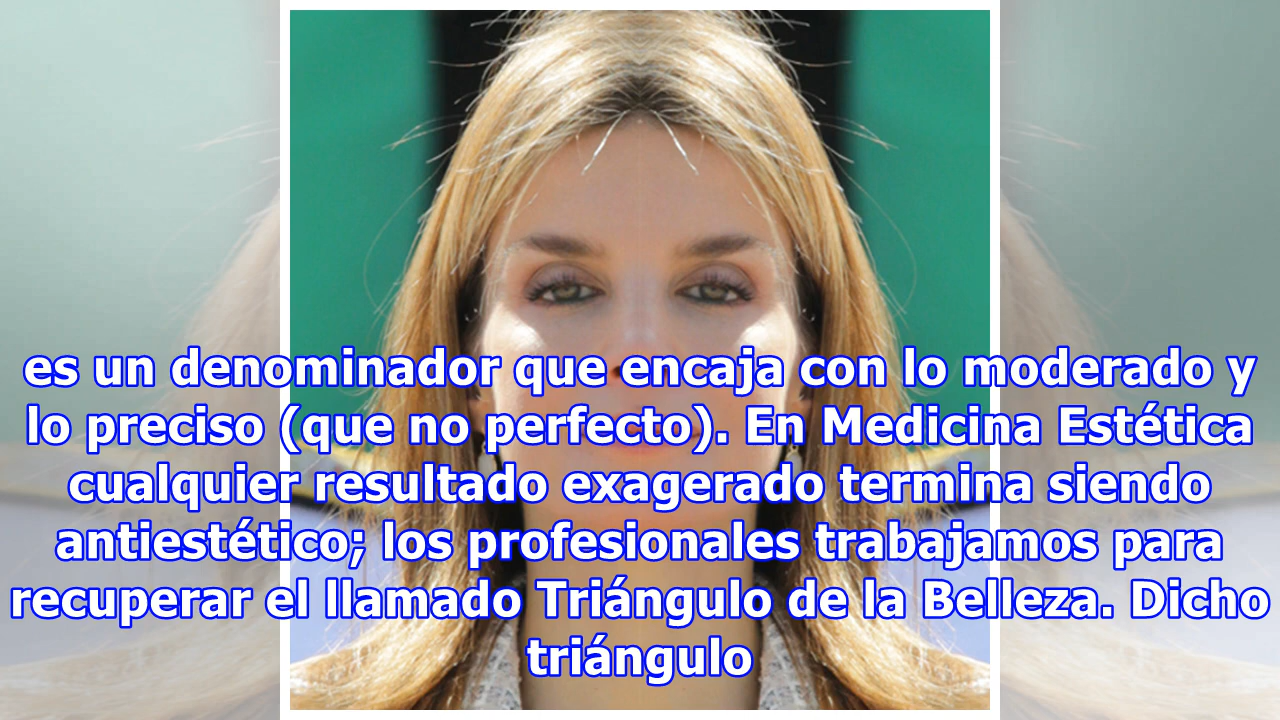 es un denominador que encaja con lo moderado y
lo preciso (que no perfecto). En Medicina Estética
cualquier resultado exagerado termina siendo
antiestético; los profesionales trabajamos para
recuperar el llamado Triángulo de la Belleza. Dicho
triángulo